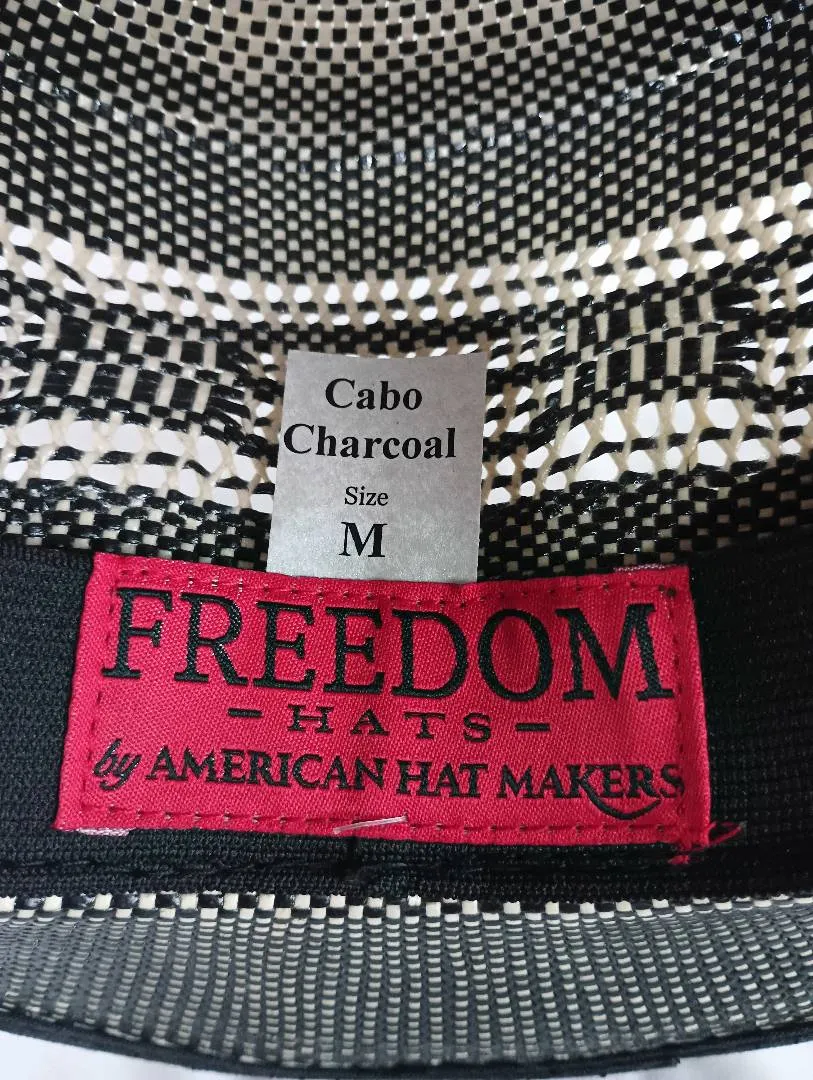 Cabo
Charcoal
Size
M
FREEDOM
- HATS -
by AMERICAN HAT MAKERS